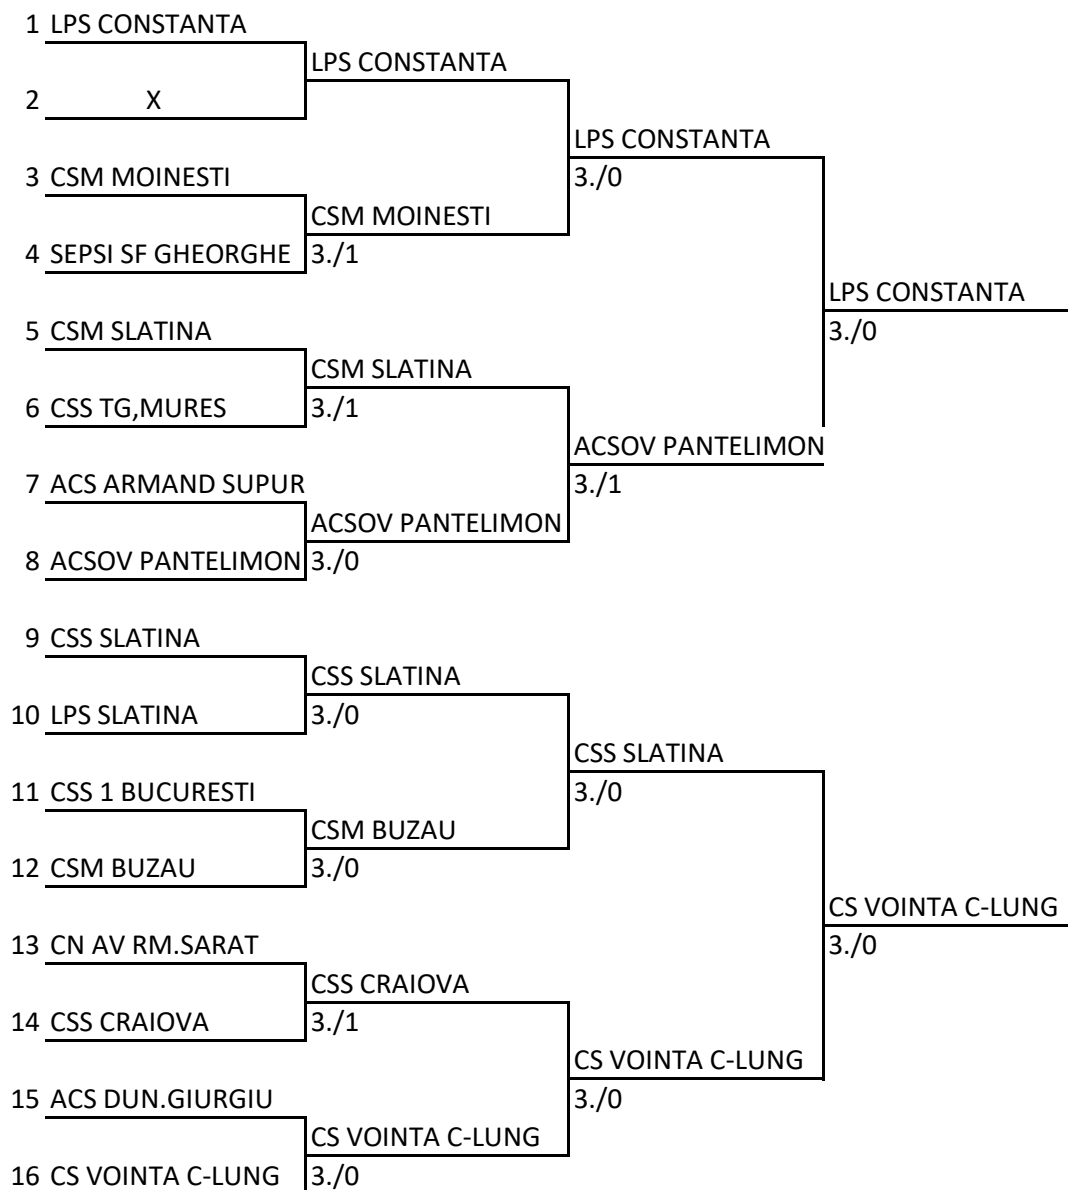 1 LPS CONSTANTA
LPS CONSTANTA
2 X
LPS CONSTANTA
3 CSM MOINESTI
3./0
CSM MOINESTI
4 SEPSI SF GHEORGHE
3./1
LPS CONSTANTA
5 CSM SLATINA
3./0
CSM SLATINA
6 CSS TG,MURES
3./1
ACSOV PANTELIMON
7 ACS ARMAND SUPUR
3./1
ACSOV PANTELIMON
8 ACSOV PANTELIMON
3./0
9 CSS SLATINA
CSS SLATINA
10 LPS SLATINA
3./0
CSS SLATINA
11 CSS 1 BUCURESTI
3./0
CSM BUZAU
12 CSM BUZAU
3./0
CS VOINTA C-LUNG
13 CN AV RM.SARAT
3./0
CSS CRAIOVA
14 CSS CRAIOVA
3./1
CS VOINTA C-LUNG
15 ACS DUN.GIURGIU
3./0
CS VOINTA C-LUNG
16 CS VOINTA C-LUNG
3./0